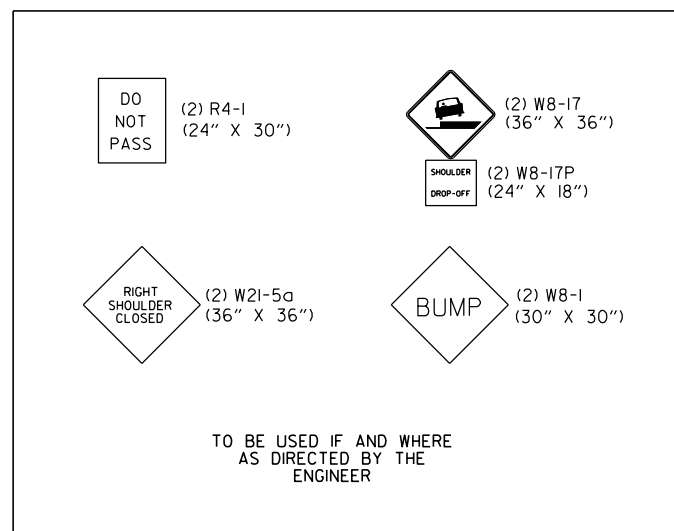 DO
NOT
PASS
(2) R4-1
(24" X 30")
(2) W8-17
(36" X 36")
SHOULDER
DROP-OFF
(2) W8-17P
(24" X 18")
RIGHT
SHOULDER
CLOSED
(2) W21-5a
(36" X 36")
BUMP
(2) W8-1
(30" X 30")
TO BE USED IF AND WHERE
AS DIRECTED BY THE
ENGINEER